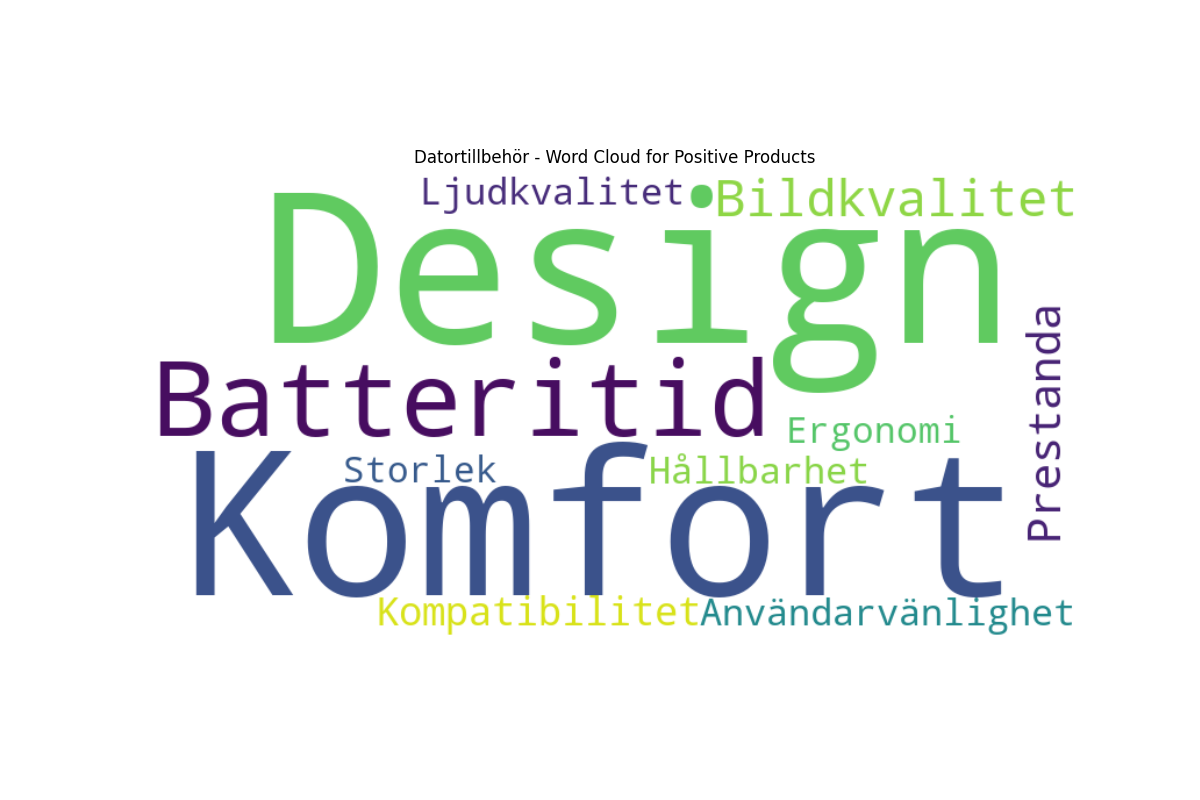 Datortillbehör - Word Cloud for Positive Products
Ljudkvalitet
Bildkvalitet
Design
Prestanda
Batteritid
Ergonomi
Storlek
Hållbarhet
Komfort
Kompatibilitet
Användarvänlighet